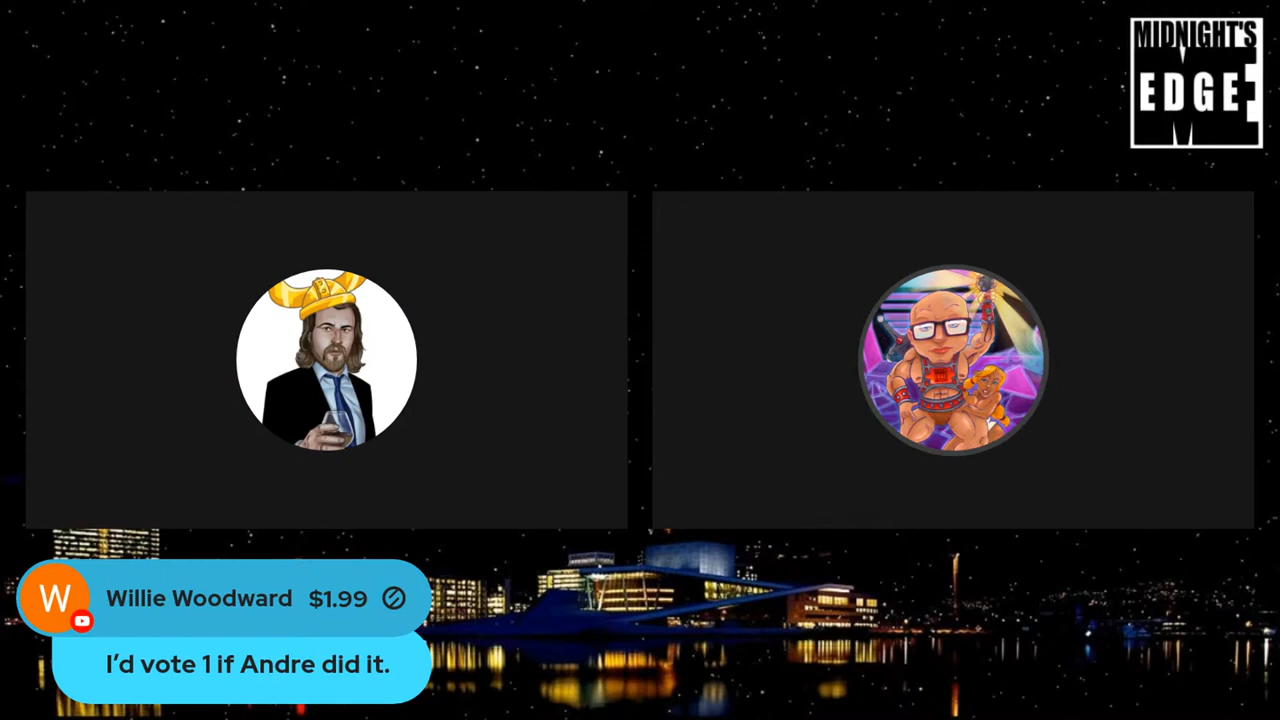 MIDNIGHT'S
EDGE
W
Willie Woodward $1.99
I'd vote 1 if Andre did it.